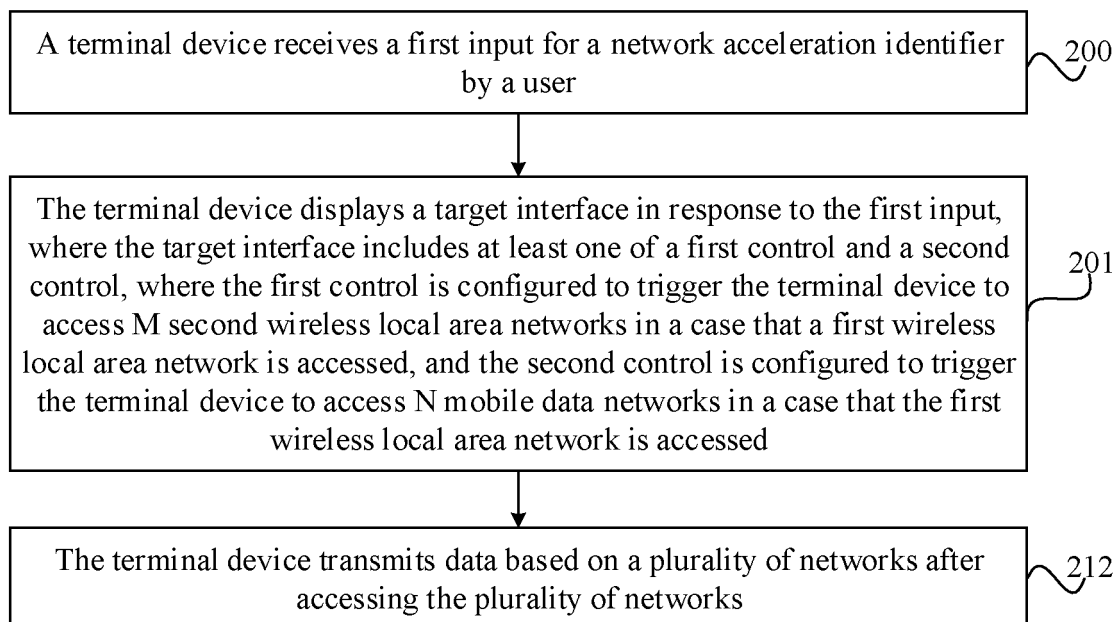 A terminal device receives a first input for a network acceleration identifier
by a user
200
The terminal device displays a target interface in response to the first input,
where the target interface includes at least one of a first control and a second
control, where the first control is configured to trigger the terminal device to
access M second wireless local area networks in a case that a first wireless
local area network is accessed, and the second control is configured to trigger
the terminal device to access N mobile data networks in a case that the first
wireless local area network is accessed
201
The terminal device transmits data based on a plurality of networks after
accessing the plurality of networks
212